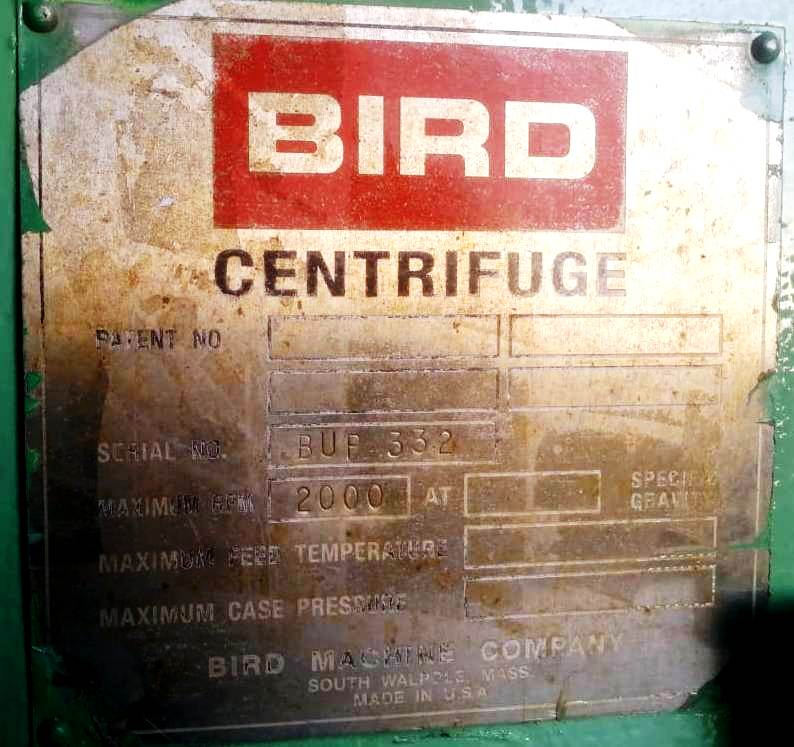 BIRD
CENTRIFUGE
PATENT NO
SERIAL NO. BUP 332
MAXIMUM RPM 2000 AT SPECIFIC
GRAVITY
MAXIMUM FEED TEMPERATURE
MAXIMUM CASE PRESSURE
BIRD MACHINE COMPANY
SOUTH WALPOLE, MASS.
MADE IN U.S.A.